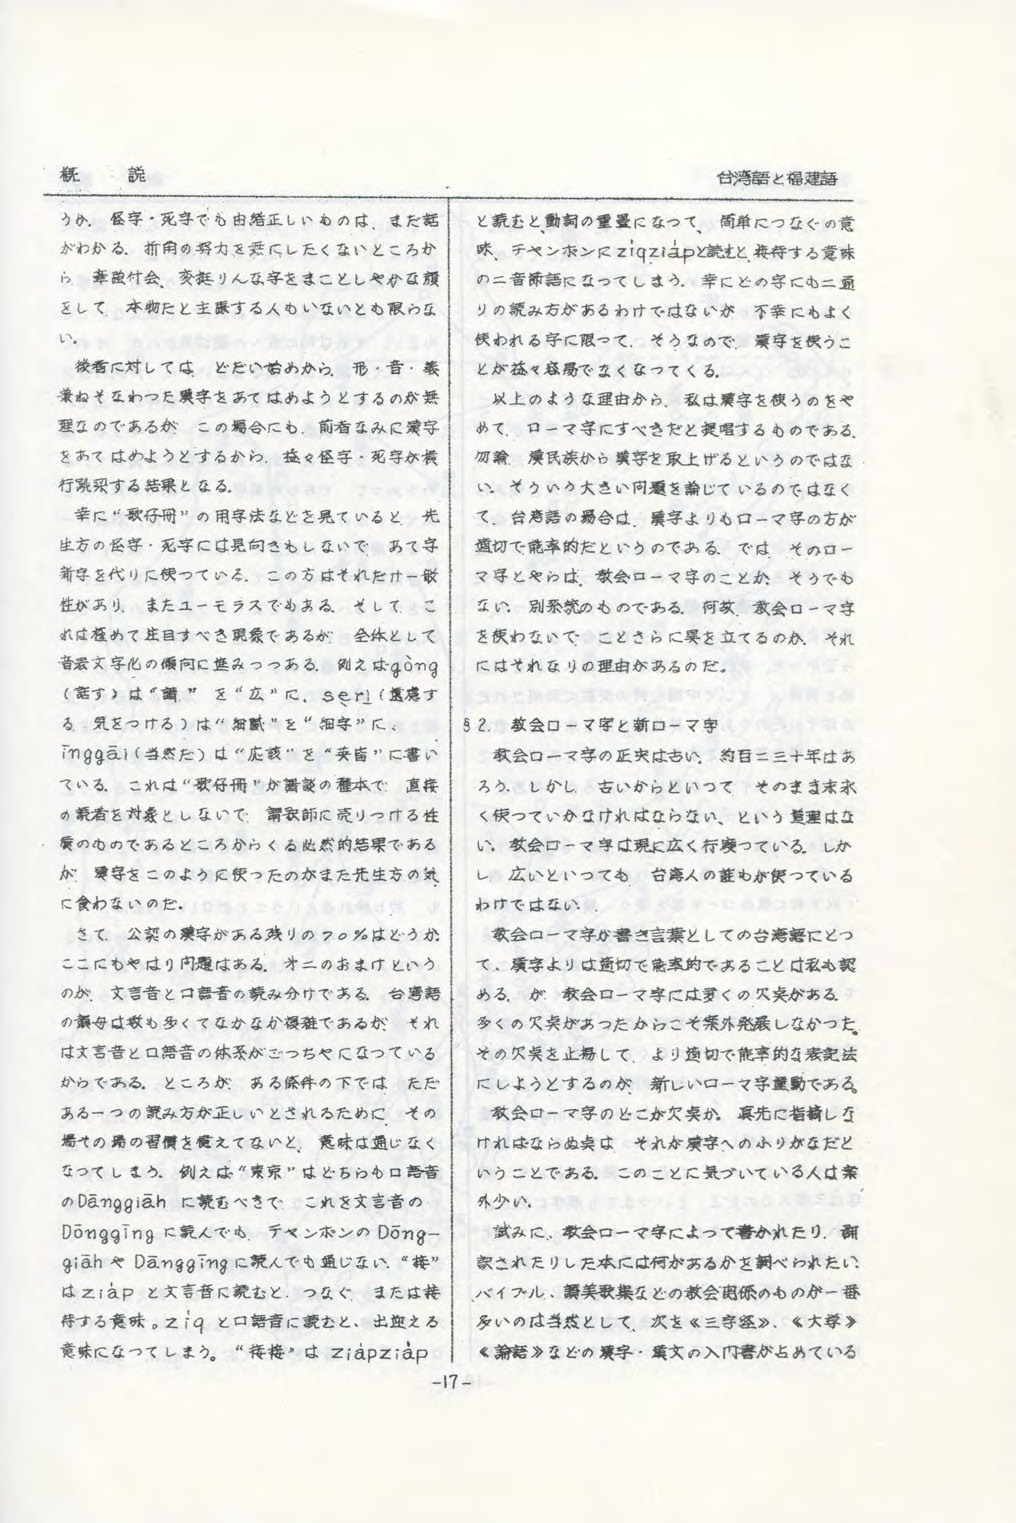 概　説
台湾語と福建語
うか。怪字・死字でも由緒正しいものは、まだ話
がわかる。折角の努力を無にしたくないところか
ら、牽強付会、変挺りんな字をまことしやかな顔
をして、本物だと主張する人もいないとも限らな
い。
後者に対しては、どだい始めから、形・音・義
兼ねそなわつた漢字をあてはめようとするのが無
理なのであるが、この場合にも、前者なみに漢字
をあてはめようとするから、益々怪字・死字が横
行跳梁する結果となる。
幸に“歌仔冊”の用字法などを見ていると、先
生方の怪字・死字には見向きもしないで、あて字
新字を代りに使つている。この方はそれだけ一般
性があり、またユーモラスでもある。そして、こ
れは極めて注目すべき現象であるが、全体として
音表文字化の傾向に進みつつある。例えばgòng
（話す）は“講”を“広”に、seri（遠慮す
る、気をつける）は“細膩”を“細字”に、
īnggāi（当然だ）は“応該”を“英皆”に書い
ている。これは“歌仔冊”が講談の種本で、直接
の読者を対象としないで、講釈師に売りつける性
質のものであるところからくる必然的結果である
が、漢字をこのように使つたのがまた先生方の気
に食わないのだ。
さて、公認の漢字がある残りの70％はどうか。
ここにもやはり問題はある。オニのおまけという
のが、文言音と口語音の読み分けである。台湾語
の韻母は数も多くてなかなか複雑であるが、それ
は文言音と口語音の体系がごつちやになつている
からである。ところが、ある条件の下では、ただ
ある一つの読み方が正しいとされるために、その
場その場の習慣を憶えてないと、意味は通じなく
なつてしまう。例えば“東京”はどちらも口語音
のDānggiāh に読むべきで、これを文言音の
Dōnggīng に読んでも、チャンポンのDōng-
giāh や Dānggīng に読んでも通じない。“接”
は ziáp と文言音に読むと、つなぐ、または接
待する意味。ziq と口語音に読むと、出迎える
意味になつてしまう。“接接”は ziápziáp
と読むと、動詞の重畳になつて、簡単につなぐの意
味、チャンポンにziqziápと読むと、接待する意味
の二音節語になってしまう。幸にどの字にも二通
りの読み方があるわけではないが、不幸にもよく
使われる字に限って、そうなので、漢字を使うこ
とが益々容易でなくなってくる。
以上のような理由から、私は漢字を使うのをや
めて、ローマ字にすべきだと提唱するものである。
勿論、漢民族から漢字を取上げるというのではな
い。そういう大きい問題を論じているのではなく
て、台湾語の場合は、漢字よりもローマ字の方が
適切で能率的だというのである。では、そのロー
マ字とやらは、教会ローマ字のことか。そうでも
ない。別系統のものである。何故、教会ローマ字
を使わないで、ことさらに異を立てるのか。それ
にはそれなりの理由があるのだ。
§2. 教会ローマ字と新ローマ字
教会ローマ字の歴史は古い。約百二三十年はあ
ろう。しかし、古いからといつて、そのまま末永
く使つていかなければならない、という道理はな
い。教会ローマ字は現に広く行渡つている。しか
し、広いといつても、台湾人の誰もが使つている
わけではない。
教会ローマ字が書き言葉としての台湾語にとつ
て、漢字よりは適切で能率的であることは私も認
める。が、教会ローマ字には多くの欠点がある。
多くの欠点があつたからこそ案外発展しなかつた。
その欠点を止揚して、より適切で能率的な表記法
にしようとするのが、新しいローマ字運動である。
教会ローマ字のどこが欠点か。真先に指摘しな
ければならぬ点は、それが漢字へのふりがなだと
いうことである。このことに気づいている人は案
外少い。
試みに、教会ローマ字によって書かれたり、翻
訳されたりした本には何があるかを調べられたい。
バイブル、讃美歌集などの教会関係のものが一番
多いのは当然として、次を《三字経》、《大学》
《論語》などの漢字・漢文の入門書が占めている
-17-